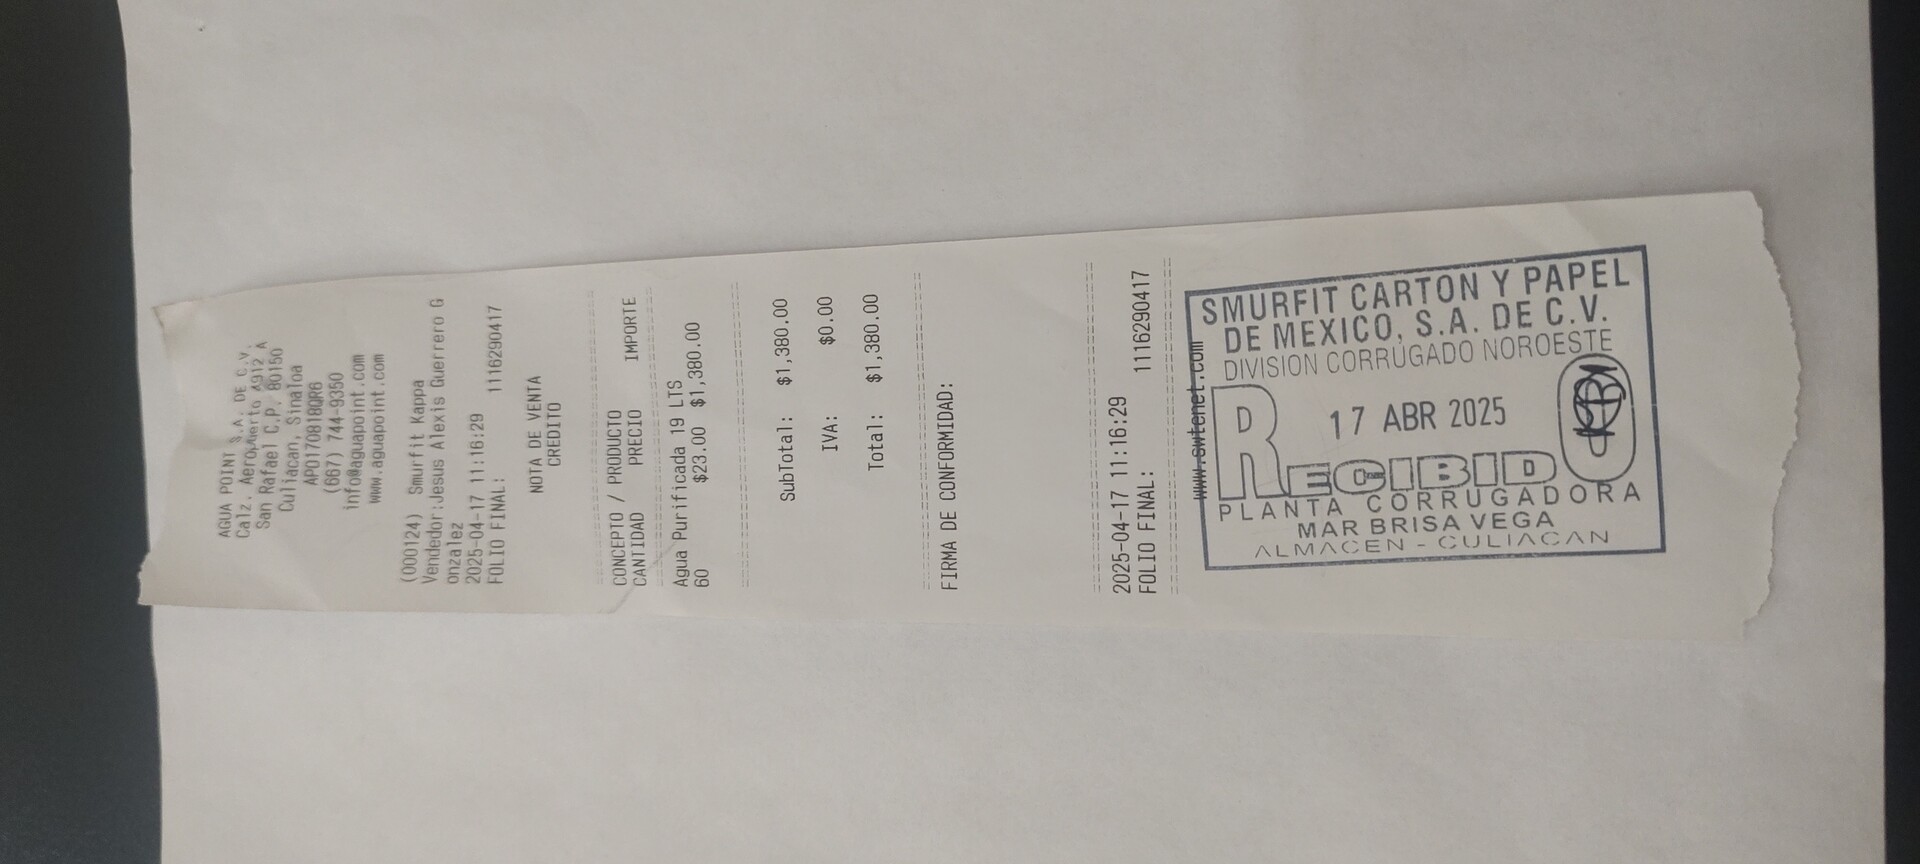 AGUA POINT S.A. DE C.V.
Calz. Aeropuerto 4912 A
San Rafael C.P. 80150
Culiacan, Sinaloa
APO170818QR6
(667) 744-9350
info@aguapoint.com
www.aguapoint.com
(000124) Smurfit Kappa
Vendedor:Jesus Alexis Guerrero G
onzalez
2025-04-17 11:16:29
FOLIO FINAL: 1116290417
NOTA DE VENTA
CREDITO
CONCEPTO / PRODUCTO
CANTIDAD PRECIO IMPORTE
Agua Purificada 19 LTS
60 $23.00 $1,380.00
SubTotal: $1,380.00
IVA: $0.00
Total: $1,380.00
FIRMA DE CONFORMIDAD:
2025-04-17 11:16:29
FOLIO FINAL: 1116290417
www.swtenet.com
SMURFIT CARTON Y PAPEL
DE MEXICO, S.A. DE C.V.
DIVISION CORRUGADO NOROESTE
17 ABR 2025
RECIBIDO
PLANTA CORRUGADORA
MAR BRISA VEGA
ALMACEN - CULIACAN